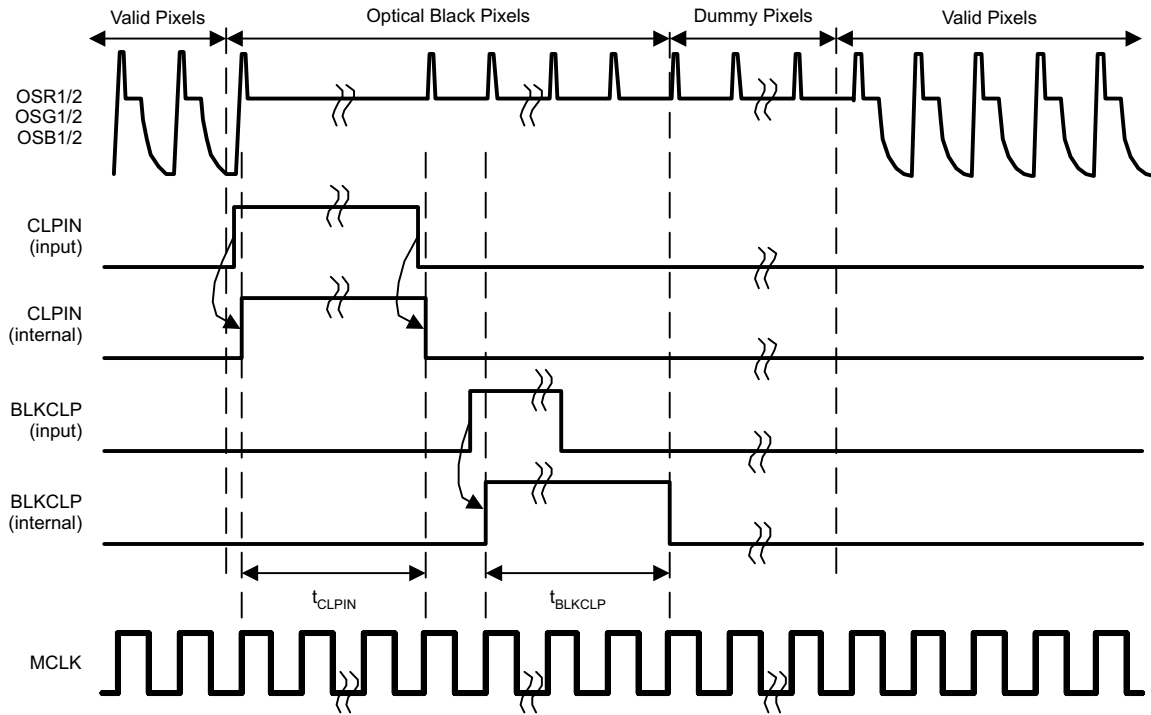 Valid Pixels
Optical Black Pixels
Dummy Pixels
Valid Pixels
OSR1/2
OSG1/2
OSB1/2
CLPIN
(input)
CLPIN
(internal)
BLKCLP
(input)
BLKCLP
(internal)
tCLPIN
tBLKCLP
MCLK